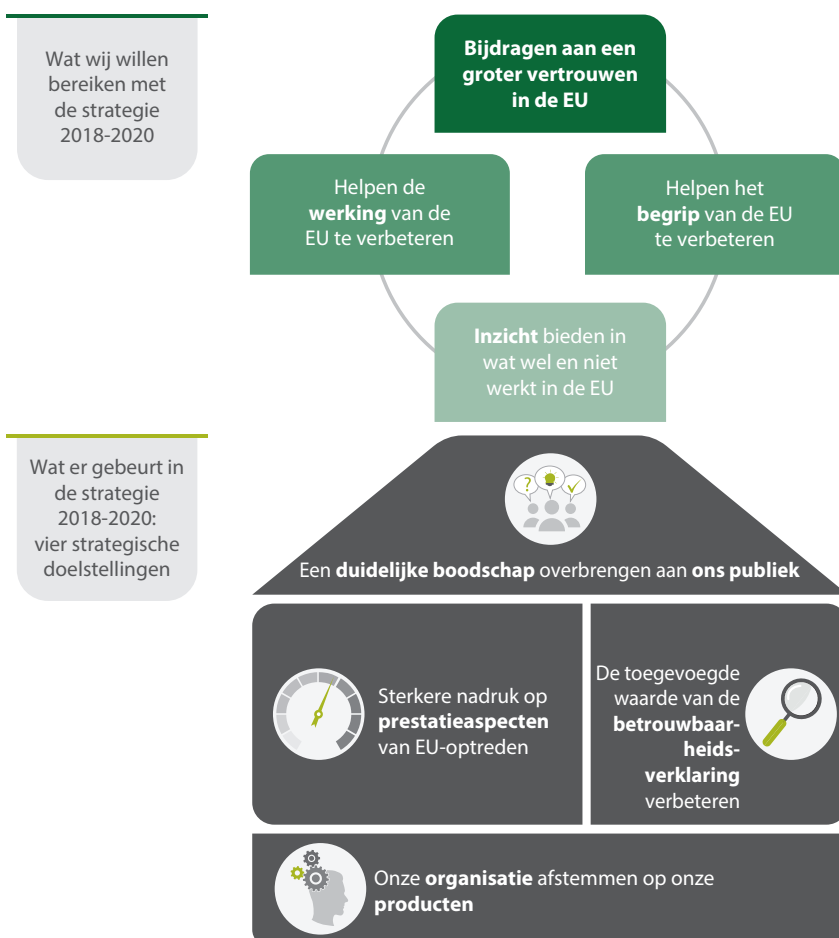 Wat wij willen
bereiken met
de strategie
2018-2020
Bijdragen aan een
groter vertrouwen
in de EU
Helpen de
werking van de
EU te verbeteren
Helpen het
begrip van de EU
te verbeteren
Inzicht bieden in
wat wel en niet
werkt in de EU
Wat er gebeurt in
de strategie
2018-2020:
vier strategische
doelstellingen
?
Een duidelijke boodschap overbrengen aan ons publiek
Sterkere nadruk op
prestatieaspecten
van EU-optreden
De toegevoegde
waarde van de
betrouwbaar-
heids-
verklaring
verbeteren
Onze organisatie afstemmen op onze
producten